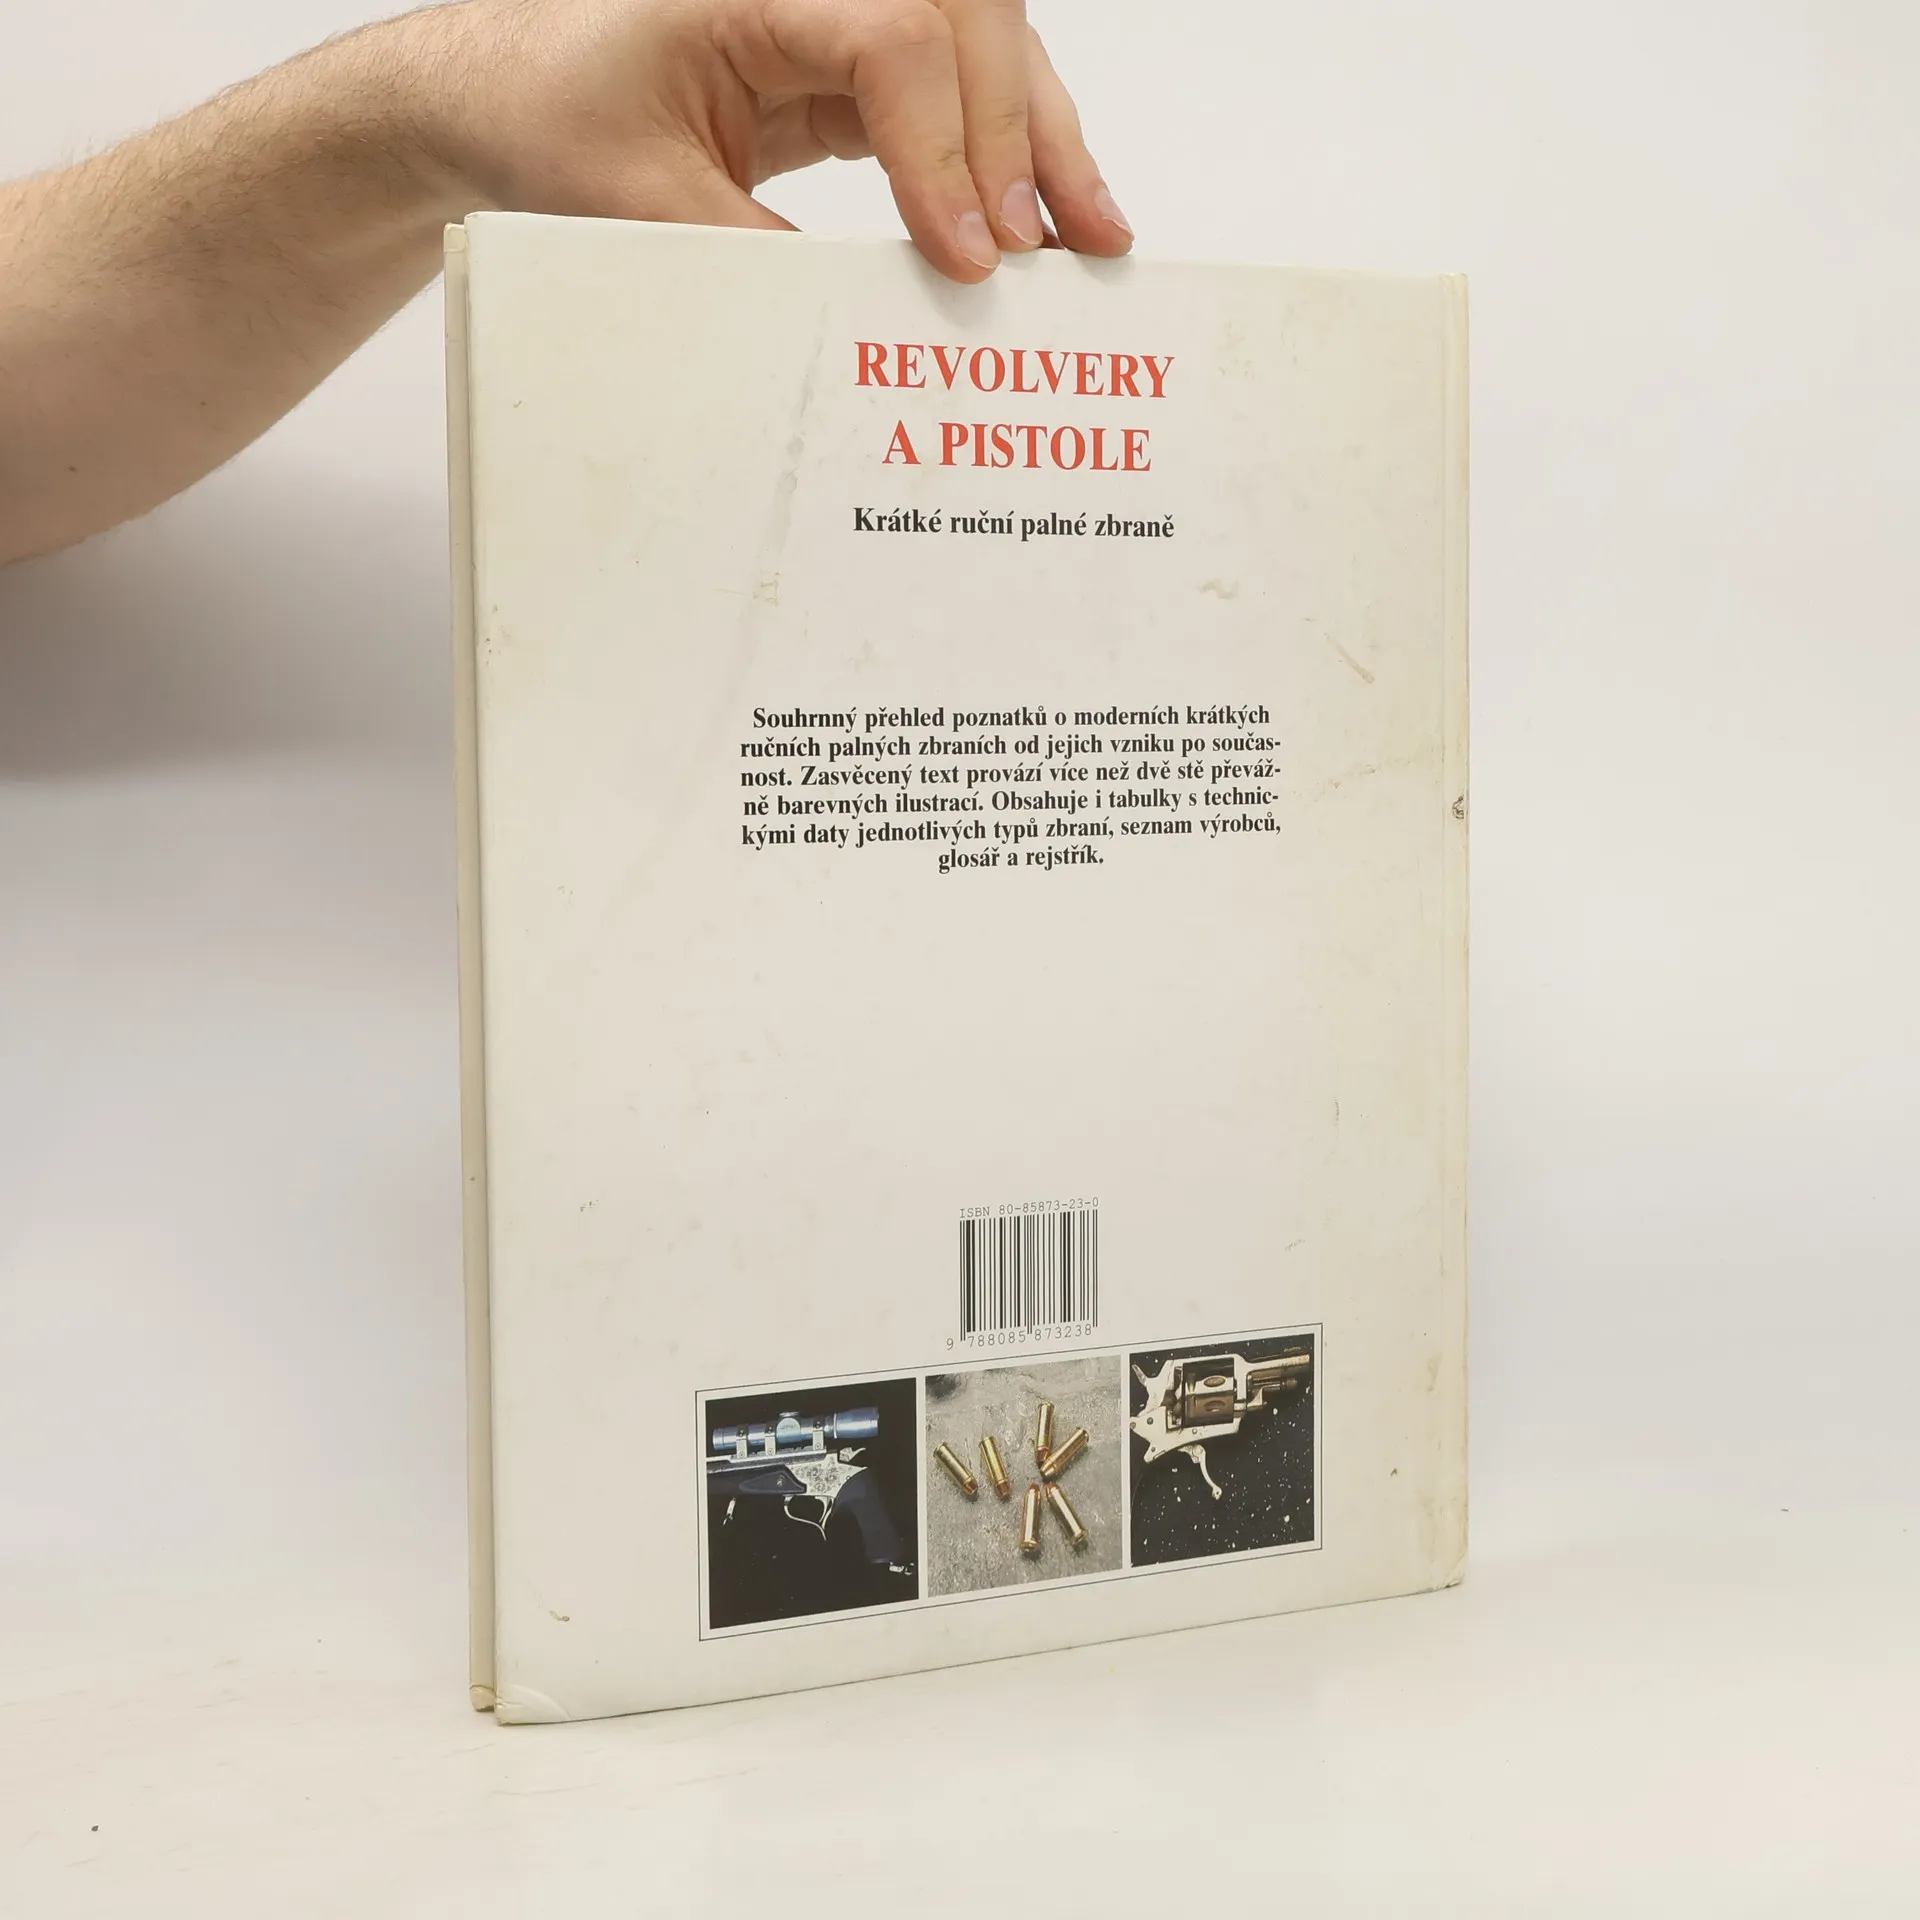 REVOLVERY
A PISTOLE
Krátké ruční palné zbraně
Souhrnný přehled poznatků o moderních krátkých
ručních palných zbraních od jejich vzniku po součas-
nost. Zasvěcený text provází více než dvě stě převáž-
ně barevných ilustrací. Obsahuje i tabulky s technic-
kými daty jednotlivých typů zbraní, seznam výrobců,
glosář a rejstřík.
ISBN 80-85873-23-0
9 788085 873238